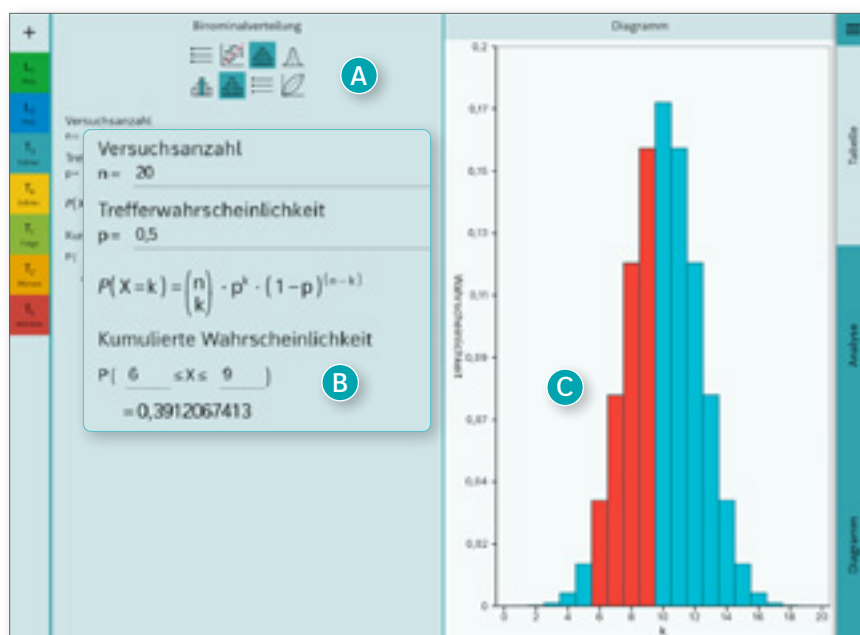 +
Binominalverteilung
A
Versuchsanzahl
Versuchsanzahl
n= 20
Trefferwahrscheinlichkeit
p= 0,5
P(X=k)=(n k)·p^k·(1-p)^(n-k)
Kumulierte Wahrscheinlichkeit
P( 6 ≤X≤ 9 )
=0,3912067413
B
Diagramm
0,2
0,17
0,15
0,13
0,11
0,09
0,07
0,04
0,02
0
Wahrscheinlichkeit
C
0 2 4 6 8 10 12 14 16 18 20
k
Tabelle
Analyse
Diagramm